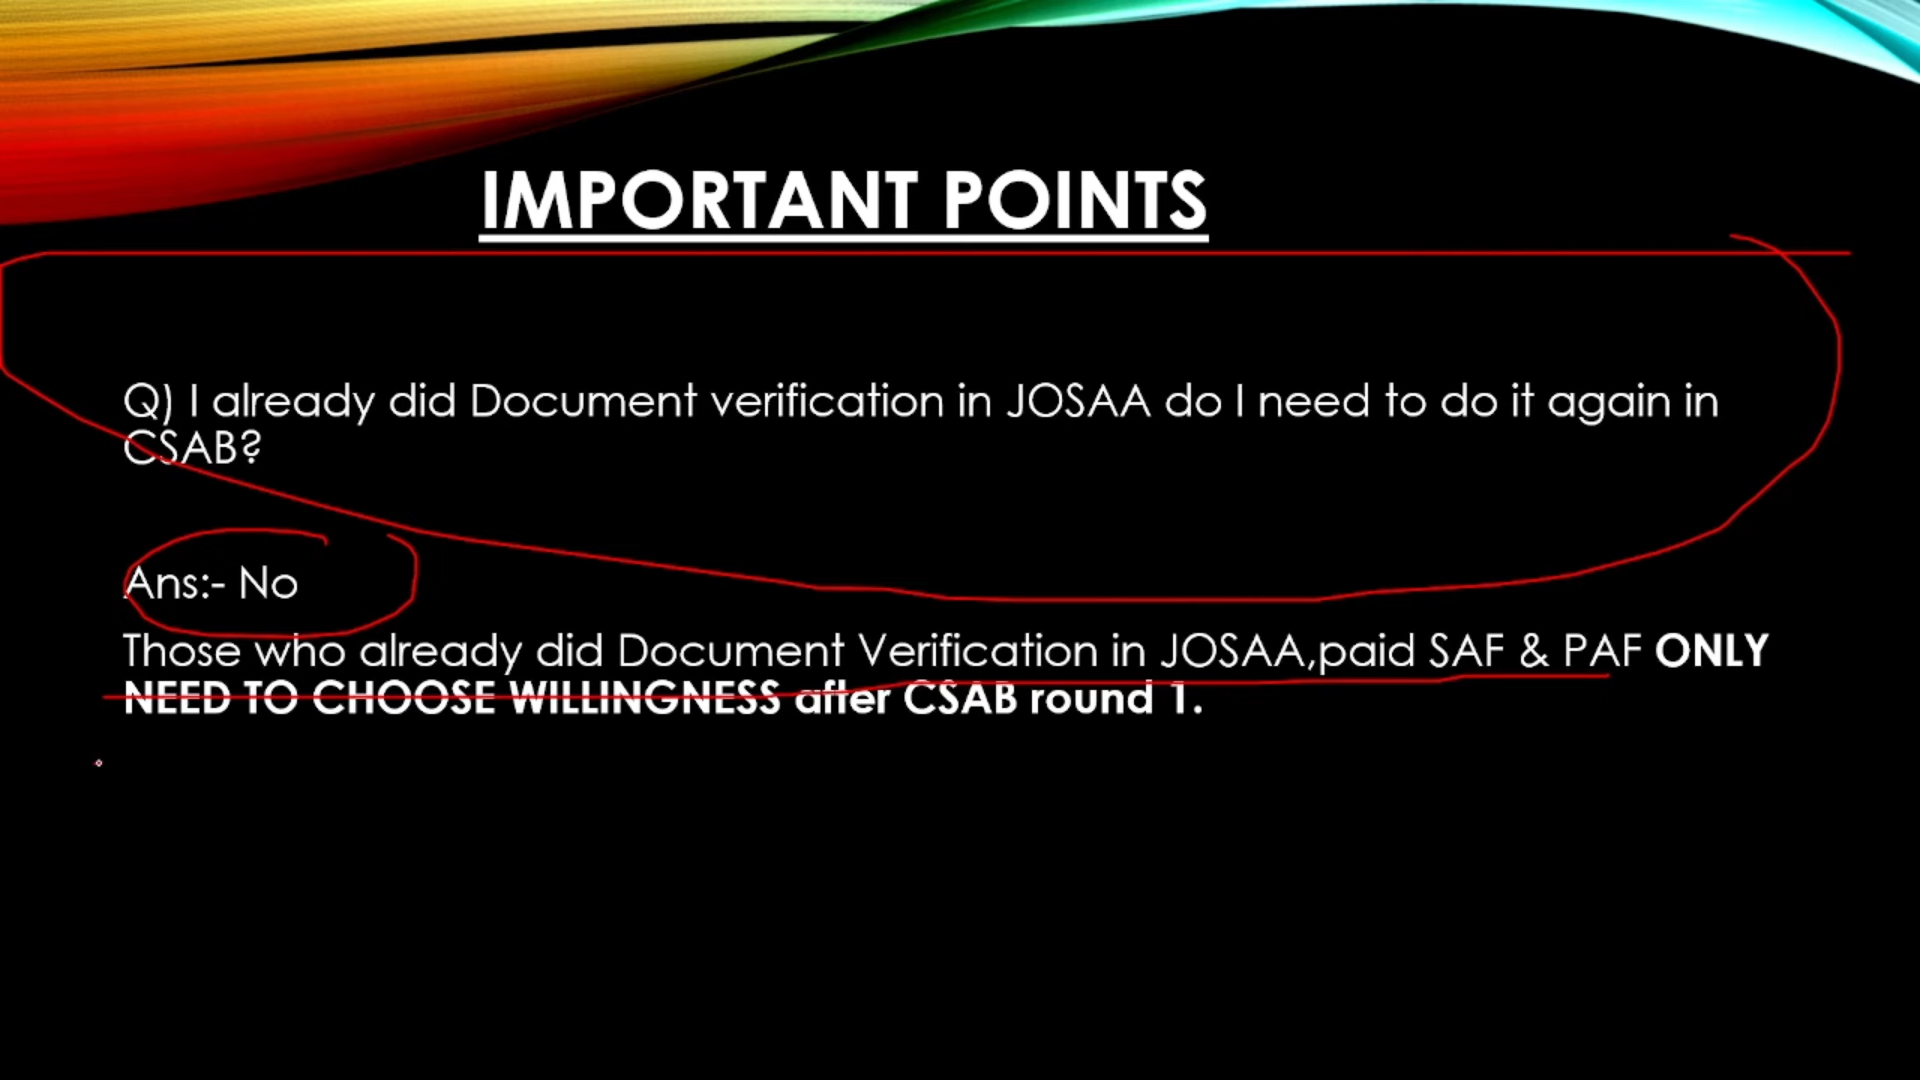 IMPORTANT POINTS
Q) I already did Document verification in JOSAA do I need to do it again in
CSAB?
Ans:- No
Those who already did Document Verification in JOSAA,paid SAF & PAF ONLY
NEED TO CHOOSE WILLINGNESS after CSAB round 1.